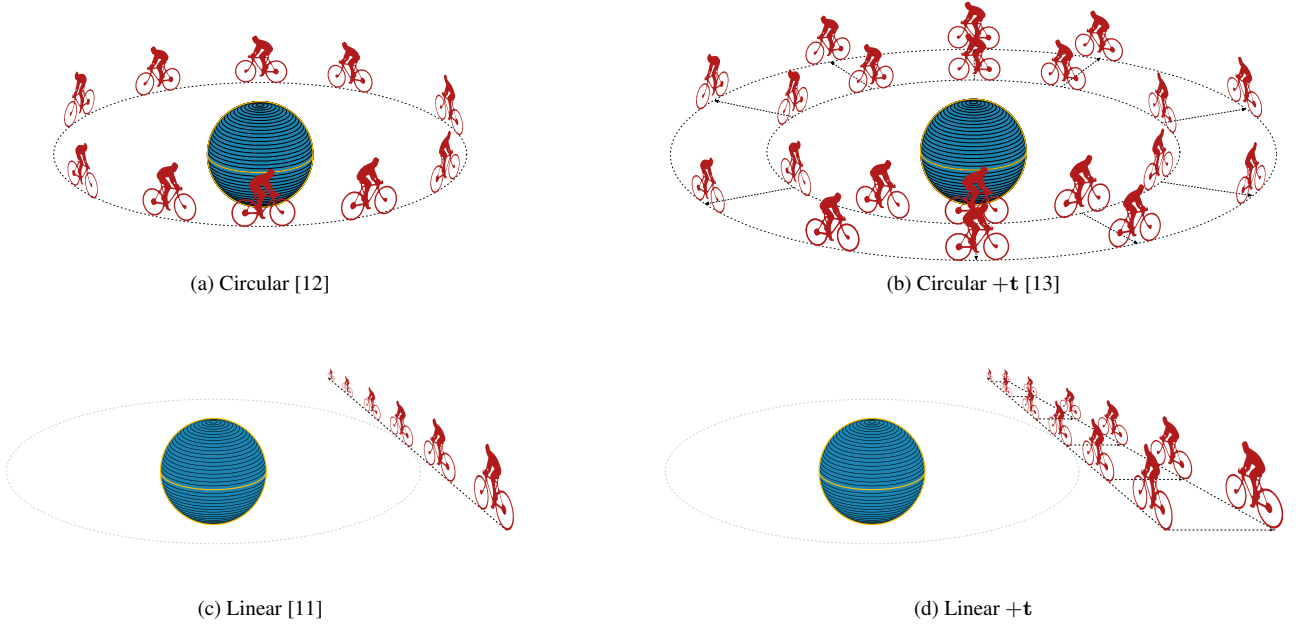 (a) Circular [12]
(b) Circular +t [13]
(c) Linear [11]
(d) Linear +t